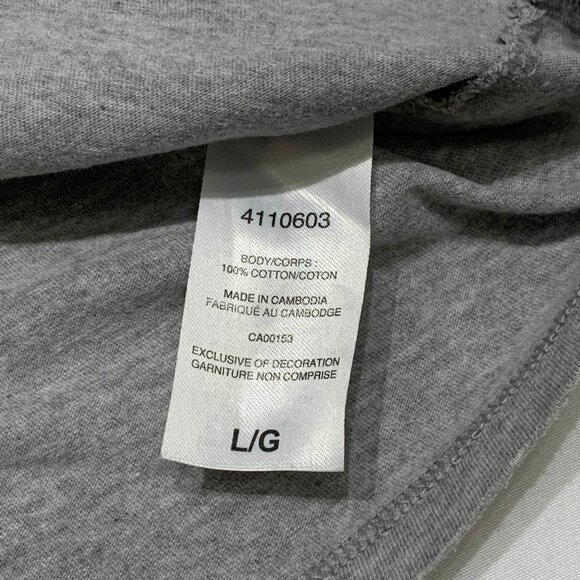 4110603
BODY/CORPS :
100% COTTON/COTON
MADE IN CAMBODIA
FABRIQUÉ AU CAMBODGE
CA00153
EXCLUSIVE OF DECORATION
GARNITURE NON COMPRISE
L/G